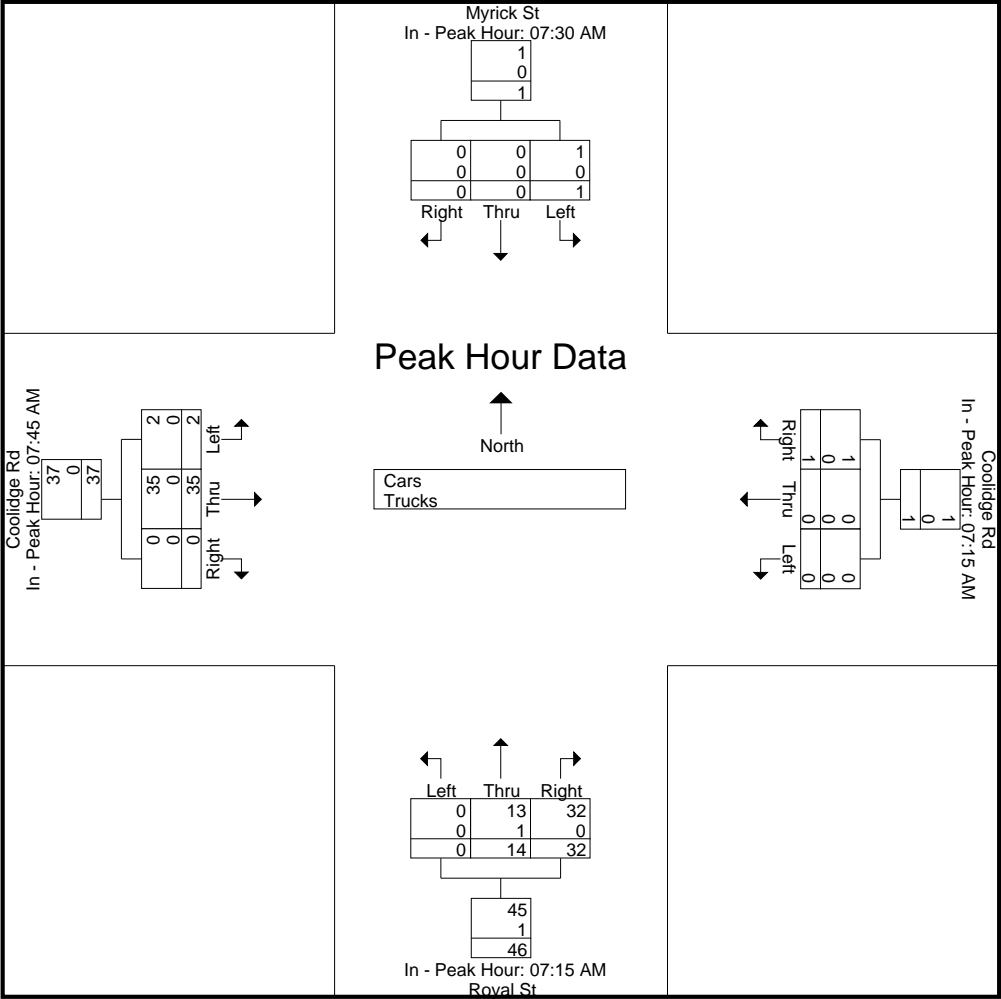 Myrick St
In - Peak Hour: 07:30 AM
1
0
1
0 0 1
0 0 0
0 0 1
Right Thru Left
Peak Hour Data
North
Cars
Trucks
Coolidge Rd
In - Peak Hour: 07:45 AM
37 0 37
2 0 2
Left
35 0 35
Thru
0 0 0
Right
Right
1 0 1
Thru
0 0 0
Left
0 0 0
1 0 1
Coolidge Rd
In - Peak Hour: 07:15 AM
Left Thru Right
0 13 32
0 1 0
0 14 32
45
1
46
In - Peak Hour: 07:15 AM
Royal St